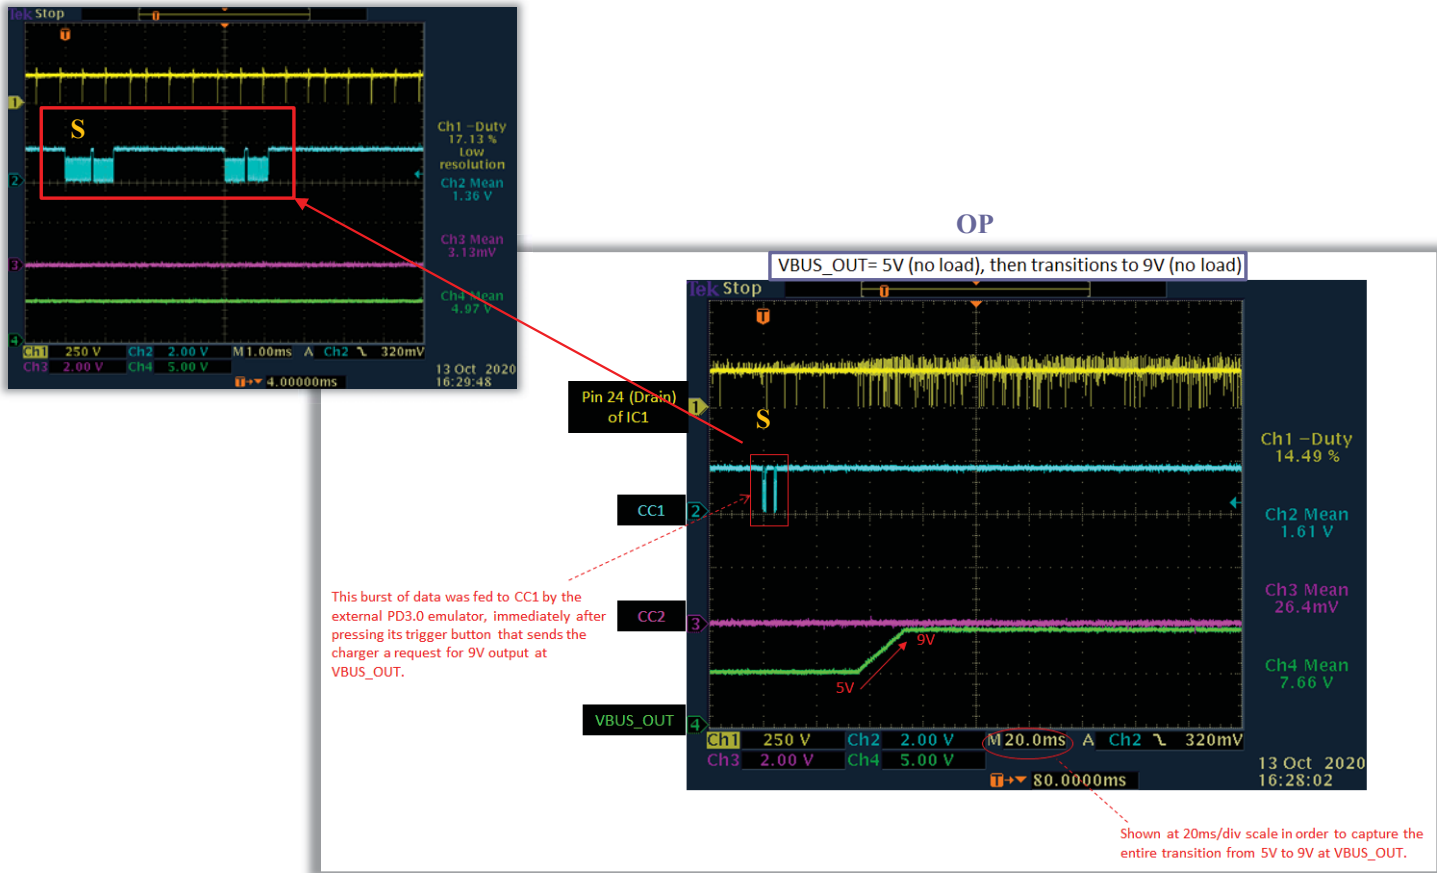 Tek Stop
T
T
1
S
Ch1 −Duty
17.13 %
Low
resolution
2
Ch2 Mean
1.36 V
Ch3 Mean
3.13mV
3
Ch4 Mean
4.97 V
4
Ch1 250 V Ch2 2.00 V M 1.00ms A Ch2 320mV
Ch3 2.00 V Ch4 5.00 V
T 4.00000ms
13 Oct 2020
16:29:48
OP
VBUS_OUT= 5V (no load), then transitions to 9V (no load)
Tek Stop
T
T
Pin 24 (Drain)
of IC1
1
S
Ch1 −Duty
14.49 %
CC1
2
Ch2 Mean
1.61 V
This burst of data was fed to CC1 by the
external PD3.0 emulator, immediately after
pressing its trigger button that sends the
charger a request for 9V output at
VBUS_OUT.
CC2
3
Ch3 Mean
26.4mV
9V
5V
Ch4 Mean
7.66 V
VBUS_OUT
4
Ch1 250 V Ch2 2.00 V M 20.0ms A Ch2 320mV
Ch3 2.00 V Ch4 5.00 V
T 80.0000ms
13 Oct 2020
16:28:02
Shown at 20ms/div scale in order to capture the
entire transition from 5V to 9V at VBUS_OUT.